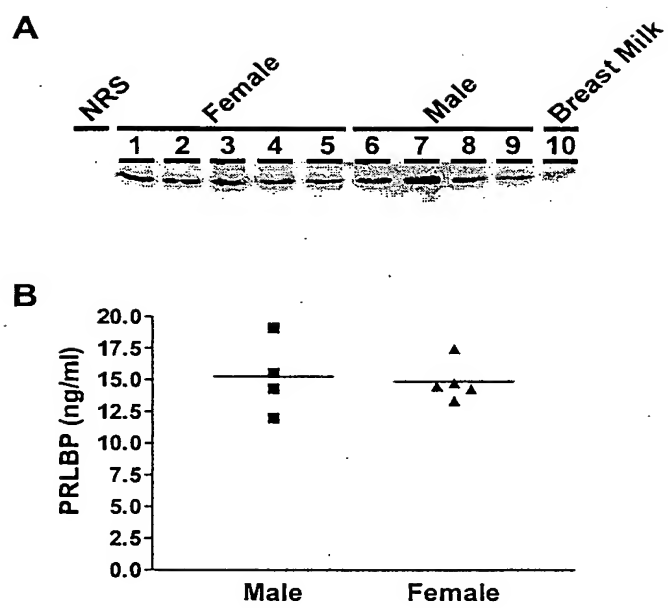 A
NRS Female Male Breast Milk
1 2 3 4 5 6 7 8 9 10
B
PRLBP (ng/ml)
20.0
17.5
15.0
12.5
10.0
7.5
5.0
2.5
0.0
Male Female